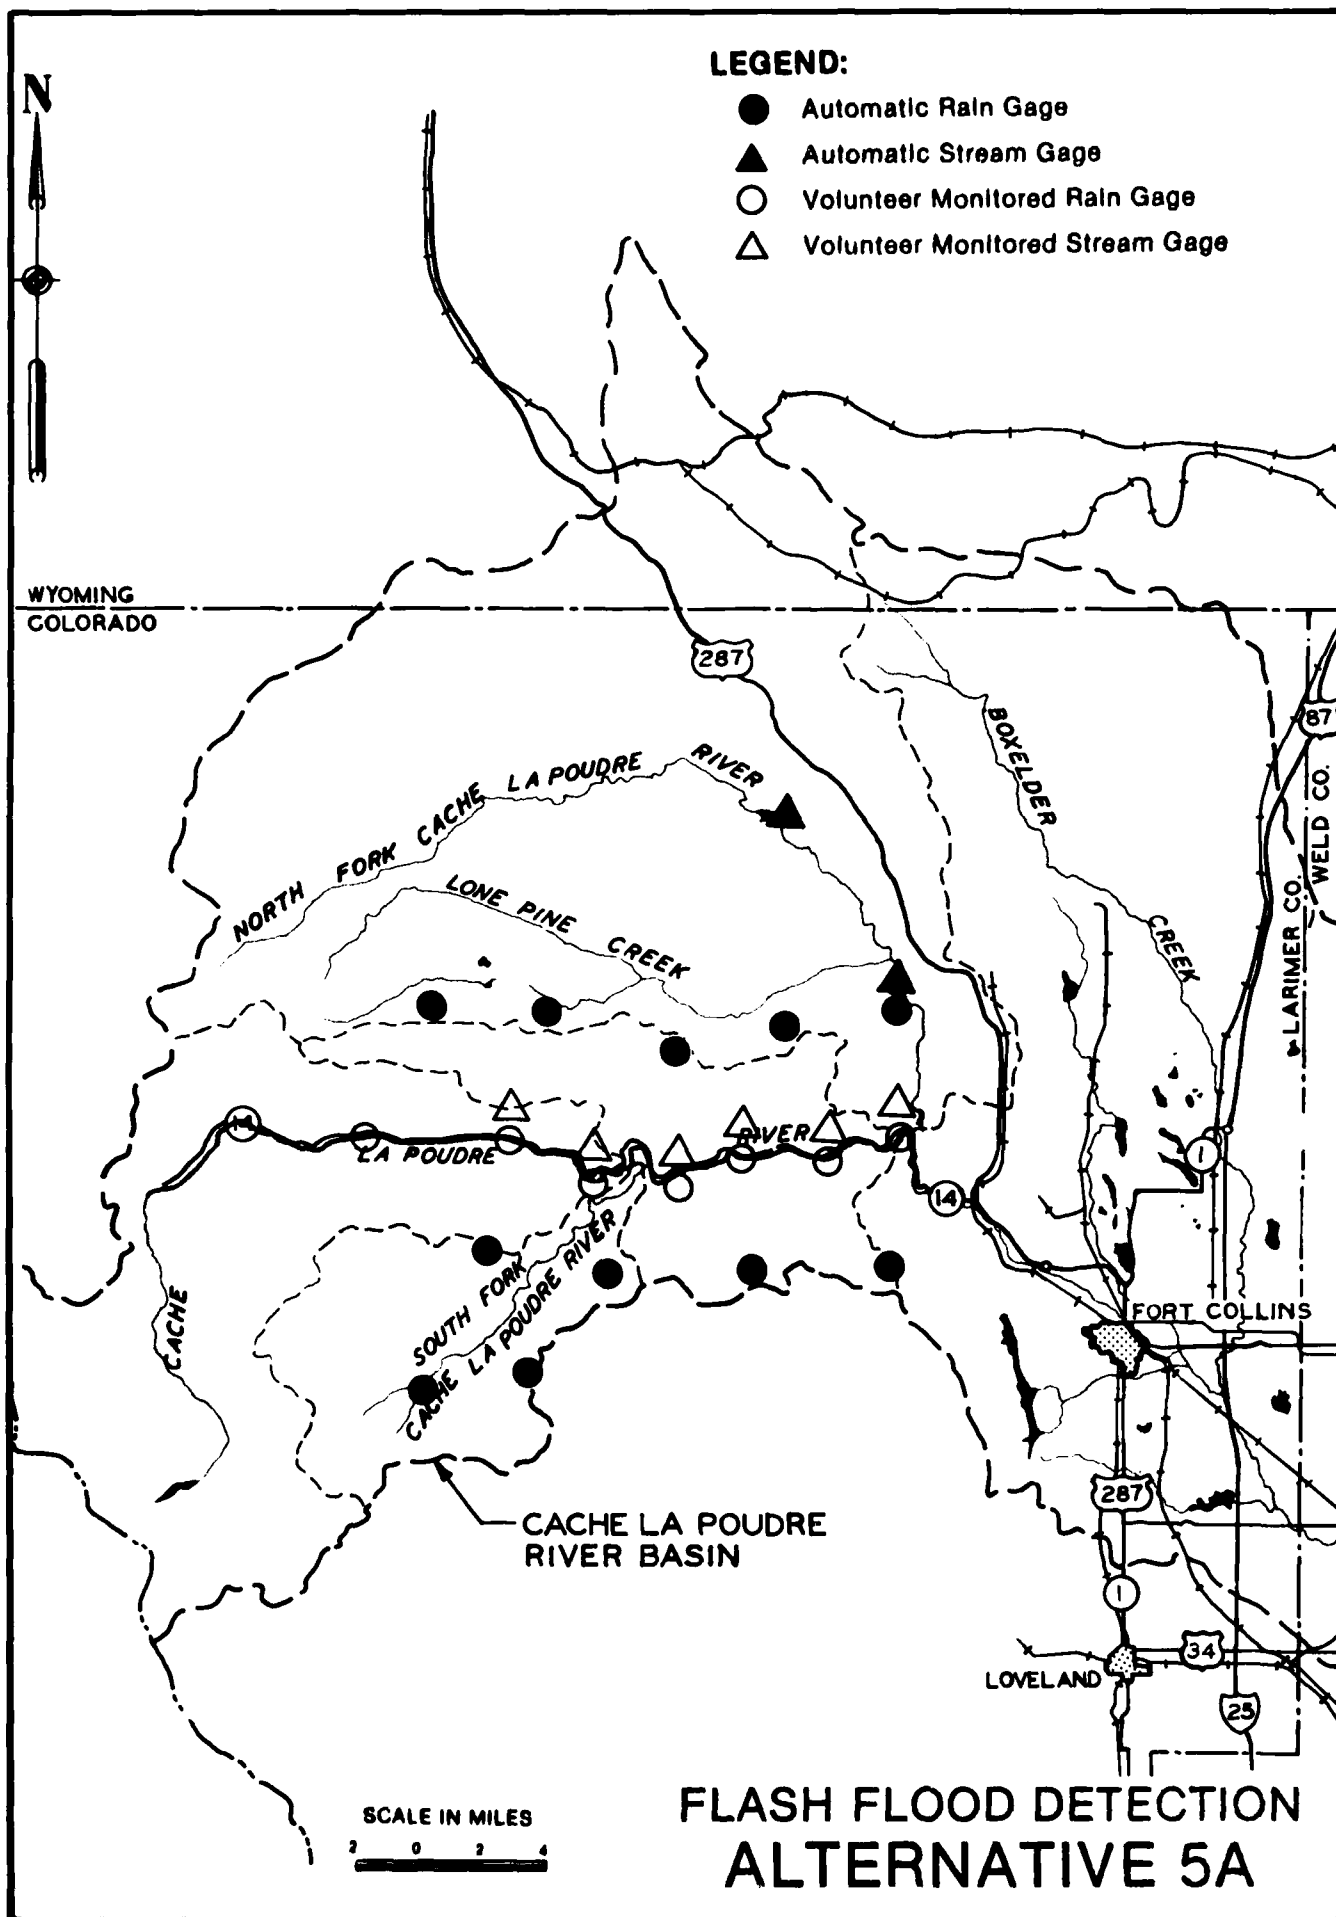 LEGEND:
Automatic Rain Gage
Automatic Stream Gage
Volunteer Monitored Rain Gage
Volunteer Monitored Stream Gage
N
WYOMING
COLORADO
287
87
BOXELDER CREEK
WELD CO.
LARIMER CO.
NORTH FORK CACHE LA POUDRE RIVER
LONE PINE CREEK
14
LA POUDRE RIVER
CACHE
1
14
SOUTH FORK
CACHE LA POUDRE RIVER
FORT COLLINS
287
CACHE LA POUDRE
RIVER BASIN
1
34
LOVELAND
25
SCALE IN MILES
2 0 2 4
FLASH FLOOD DETECTION
ALTERNATIVE 5A